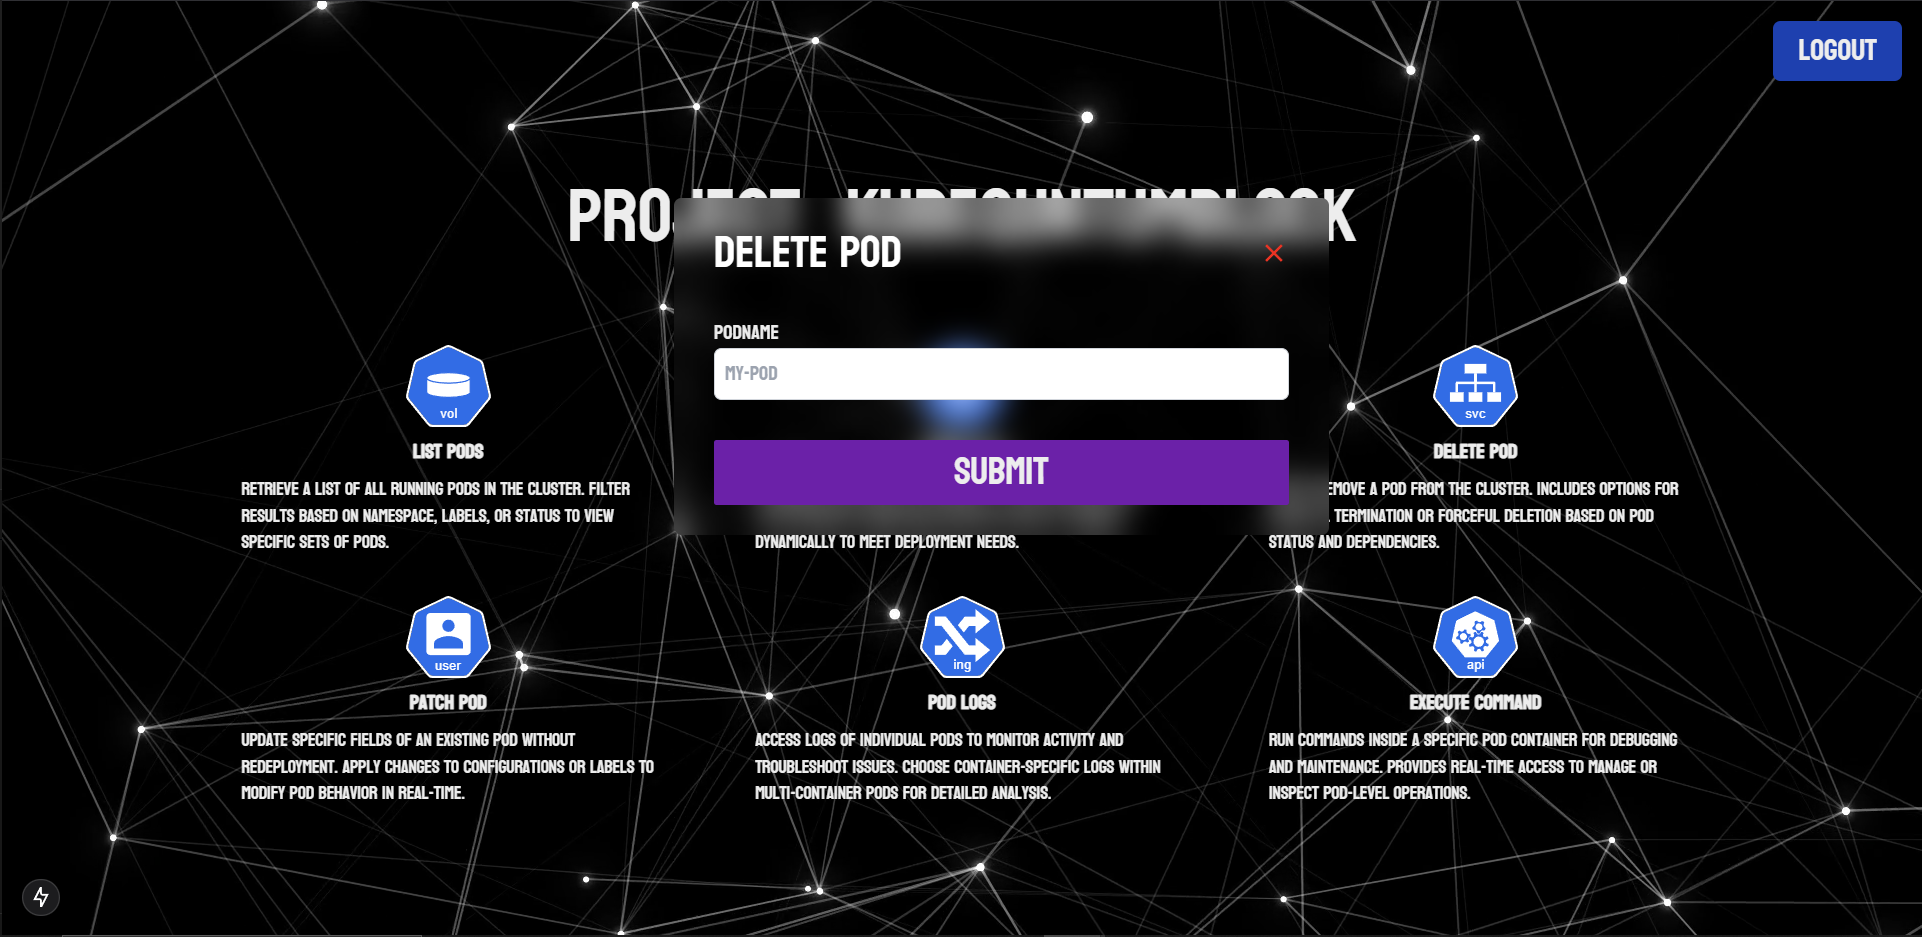 LOGOUT
DELETE POD
PODNAME
MY-POD
SUBMIT
vol
LIST PODS
RETRIEVE A LIST OF ALL RUNNING PODS IN THE CLUSTER. FILTER
RESULTS BASED ON NAMESPACE, LABELS, OR STATUS TO VIEW
SPECIFIC SETS OF PODS.
DYNAMICALLY TO MEET DEPLOYMENT NEEDS.
svc
DELETE POD
A POD FROM THE CLUSTER. INCLUDES OPTIONS FOR
TERMINATION OR FORCEFUL DELETION BASED ON POD
STATUS AND DEPENDENCIES.
user
PATCH POD
UPDATE SPECIFIC FIELDS OF AN EXISTING POD WITHOUT
REDEPLOYMENT. APPLY CHANGES TO CONFIGURATIONS OR LABELS TO
MODIFY POD BEHAVIOR IN REAL-TIME.
ing
POD LOGS
ACCESS LOGS OF INDIVIDUAL PODS TO MONITOR ACTIVITY AND
TROUBLESHOOT ISSUES. CHOOSE CONTAINER-SPECIFIC LOGS WITHIN
MULTI-CONTAINER PODS FOR DETAILED ANALYSIS.
api
EXECUTE COMMAND
RUN COMMANDS INSIDE A SPECIFIC POD CONTAINER FOR DEBUGGING
AND MAINTENANCE. PROVIDES REAL-TIME ACCESS TO MANAGE OR
INSPECT POD-LEVEL OPERATIONS.